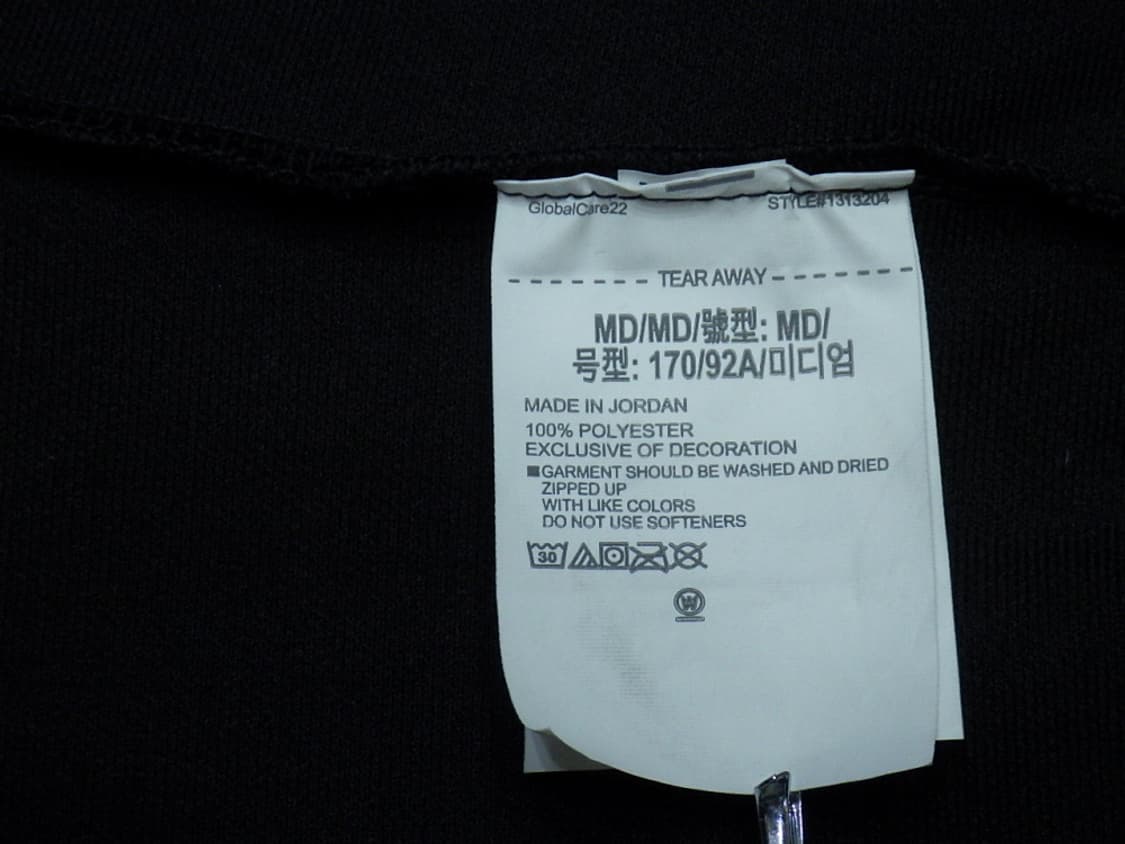 GlobalCare22 STYLE#1313204
TEAR AWAY
MD/MD/號型: MD/
号型: 170/92A/미디엄
MADE IN JORDAN
100% POLYESTER
EXCLUSIVE OF DECORATION
■GARMENT SHOULD BE WASHED AND DRIED
ZIPPED UP
WITH LIKE COLORS
DO NOT USE SOFTENERS
30
W